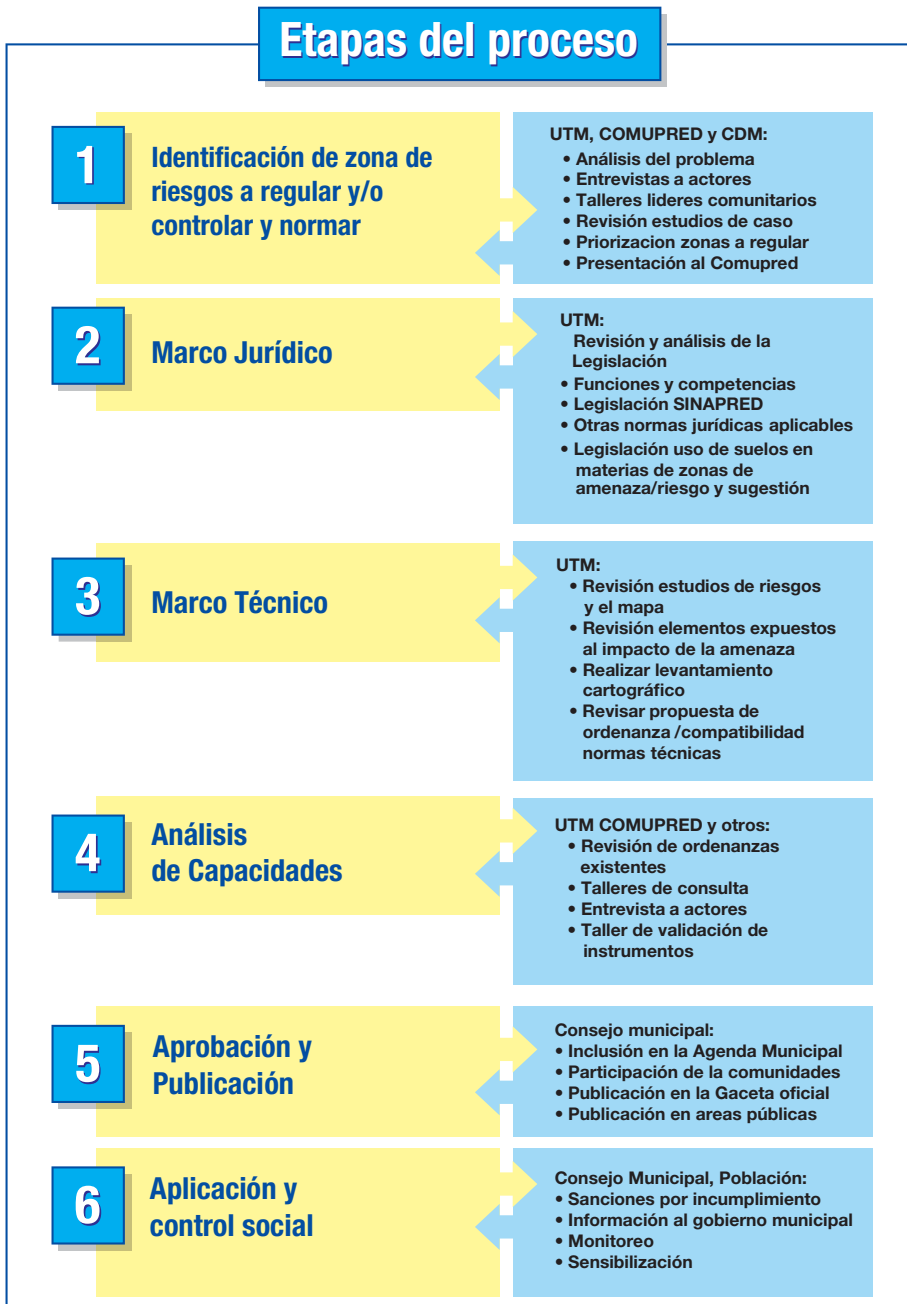 Etapas del proceso
1
Identificación de zona de
riesgos a regular y/o
controlar y normar
UTM, COMUPRED y CDM:
• Análisis del problema
• Entrevistas a actores
• Talleres lideres comunitarios
• Revisión estudios de caso
• Priorizacion zonas a regular
• Presentación al Comupred
2
Marco Jurídico
UTM:
Revisión y análisis de la
Legislación
• Funciones y competencias
• Legislación SINAPRED
• Otras normas jurídicas aplicables
• Legislación uso de suelos en
materias de zonas de
amenaza/riesgo y sugestión
3
Marco Técnico
UTM:
• Revisión estudios de riesgos
y el mapa
• Revisión elementos expuestos
al impacto de la amenaza
• Realizar levantamiento
cartográfico
• Revisar propuesta de
ordenanza /compatibilidad
normas técnicas
4
Análisis
de Capacidades
UTM COMUPRED y otros:
• Revisión de ordenanzas
existentes
• Talleres de consulta
• Entrevista a actores
• Taller de validación de
instrumentos
5
Aprobación y
Publicación
Consejo municipal:
• Inclusión en la Agenda Municipal
• Participación de la comunidades
• Publicación en la Gaceta oficial
• Publicación en areas públicas
6
Aplicación y
control social
Consejo Municipal, Población:
• Sanciones por incumplimiento
• Información al gobierno municipal
• Monitoreo
• Sensibilización